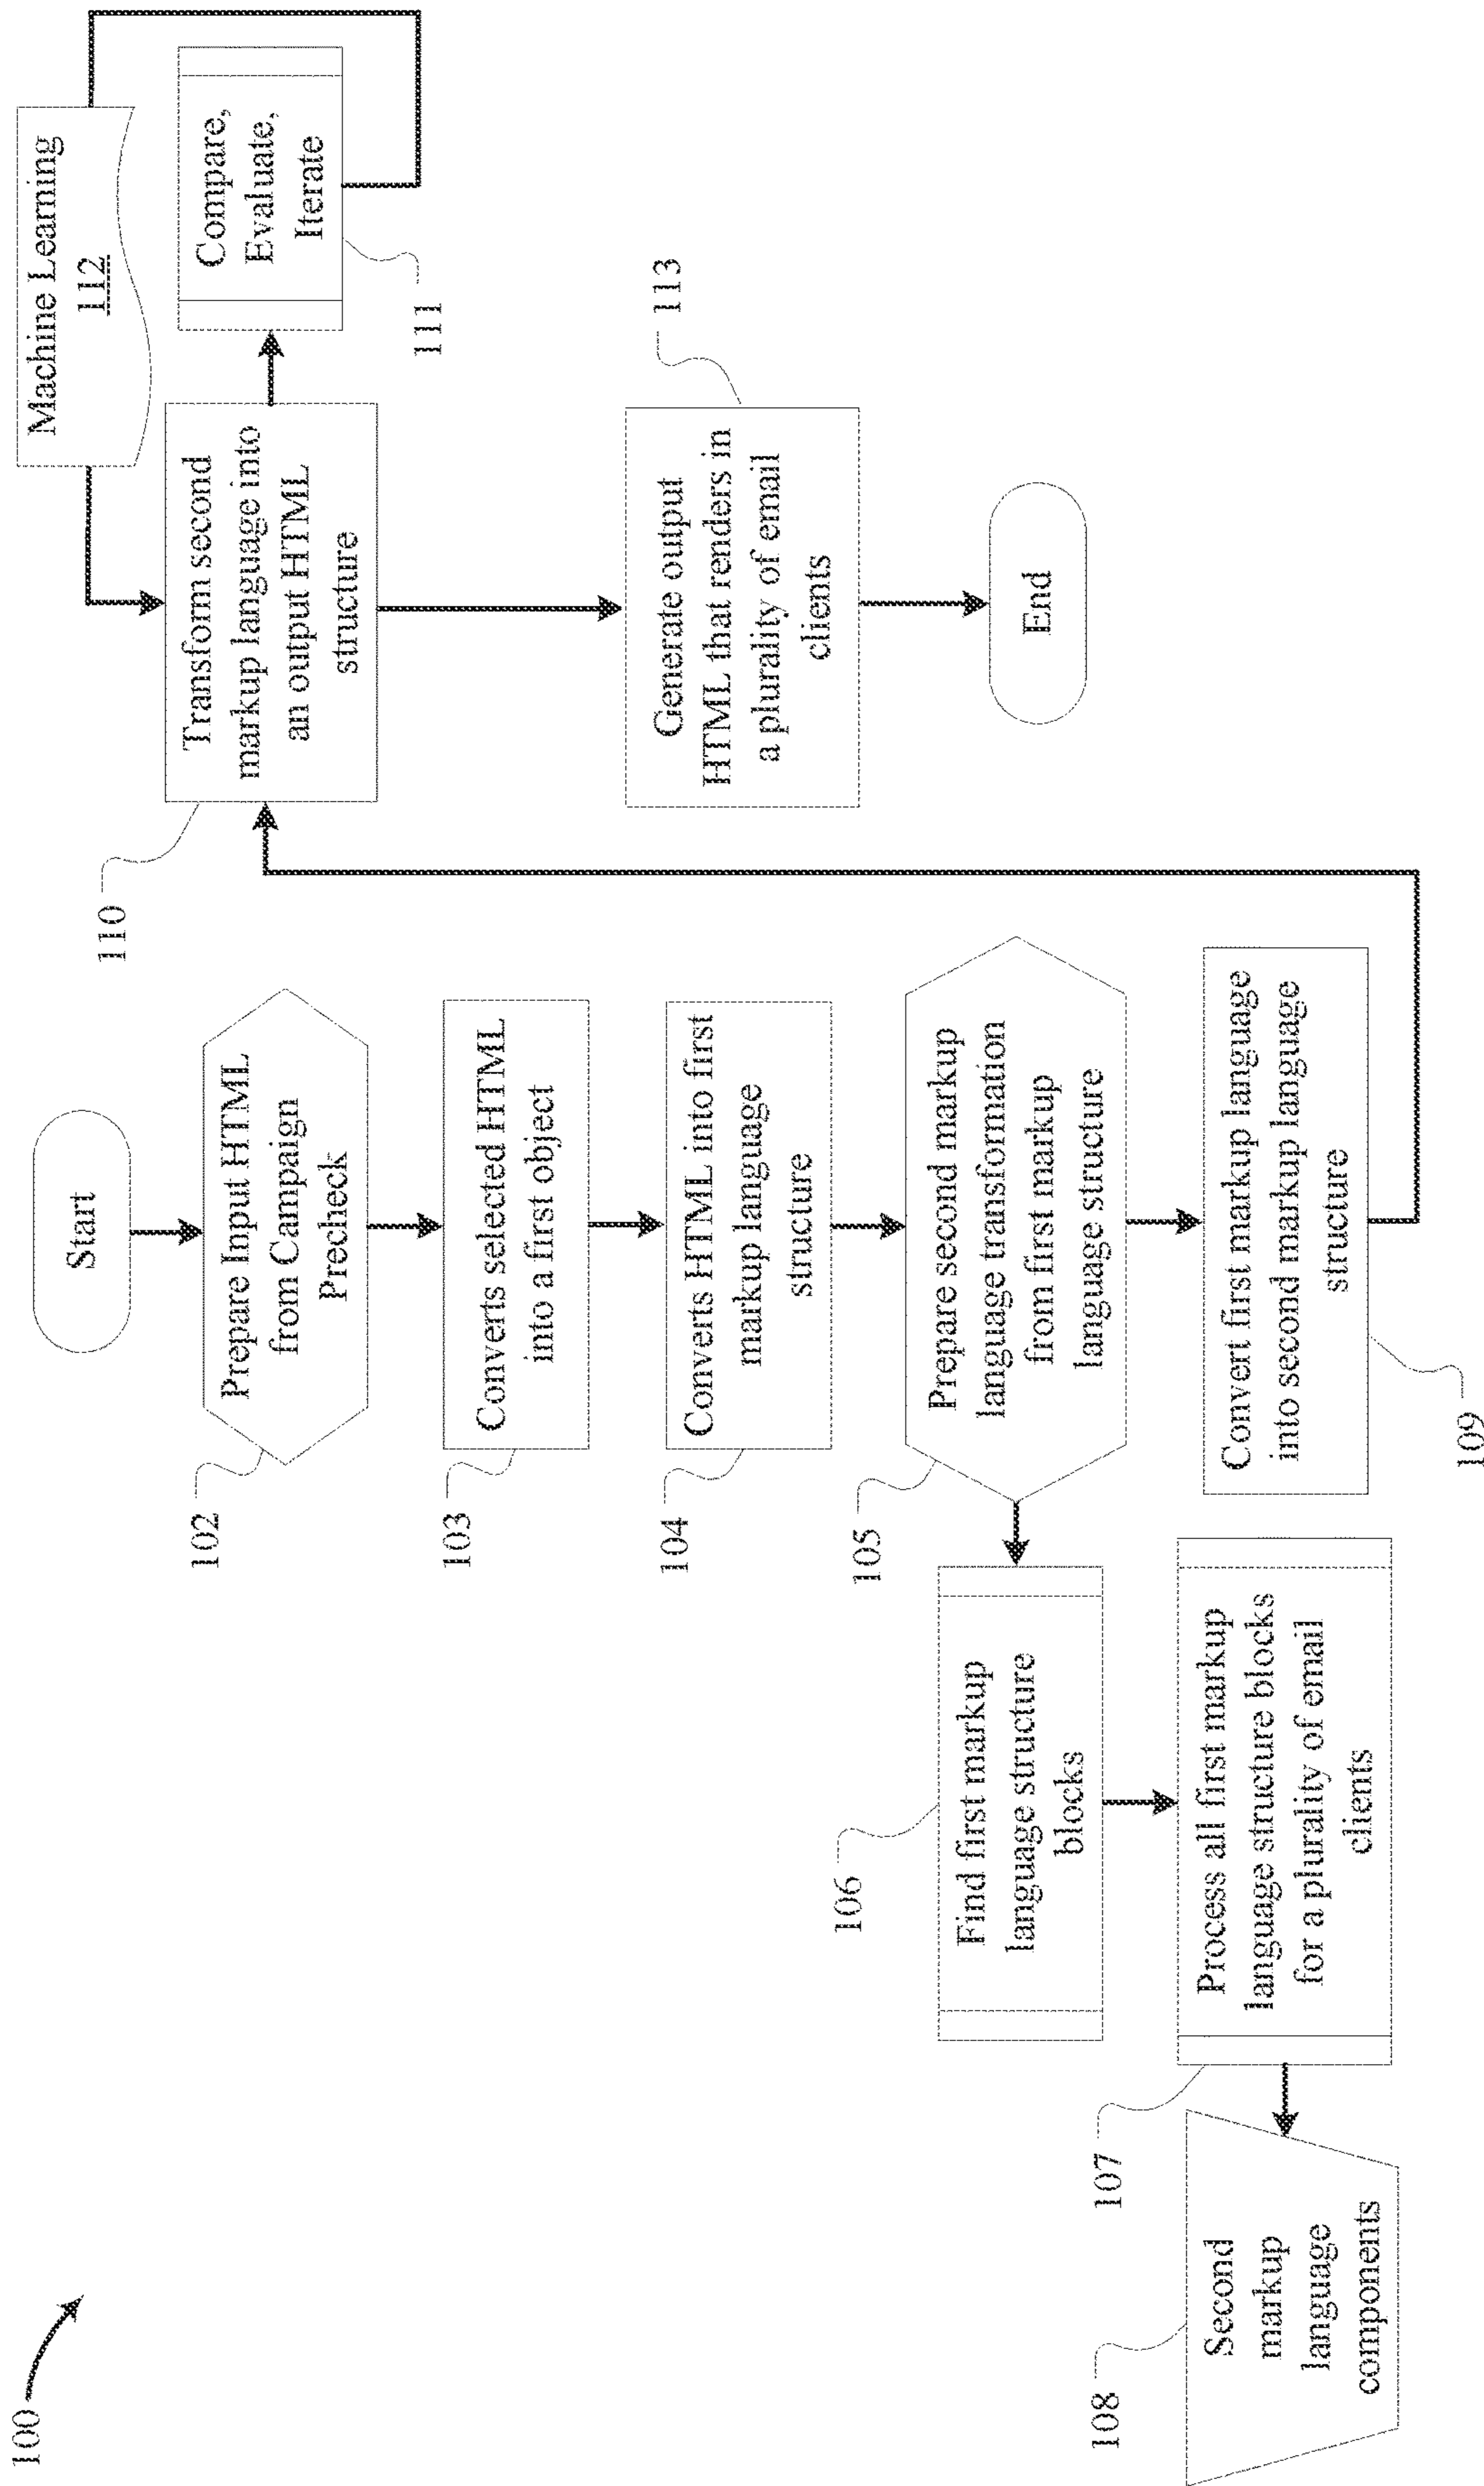 100
Start
Prepare Input HTML
from Campaign
Precheck
102
Converts selected HTML
into a first object
103
Converts HTML into first
markup language
structure
104
Prepare second markup
language transformation
from first markup
language structure
105
Find first markup
language structure
blocks
106
Process all first markup
language structure blocks
for a plurality of email
clients
107
Second
markup
language
components
108
Convert first markup language
into second markup language
structure
109
Transform second
markup language into
an output HTML
structure
110
Compare,
Evaluate,
Iterate
111
Machine Learning
112
Generate output
HTML that renders in
a plurality of email
clients
113
End